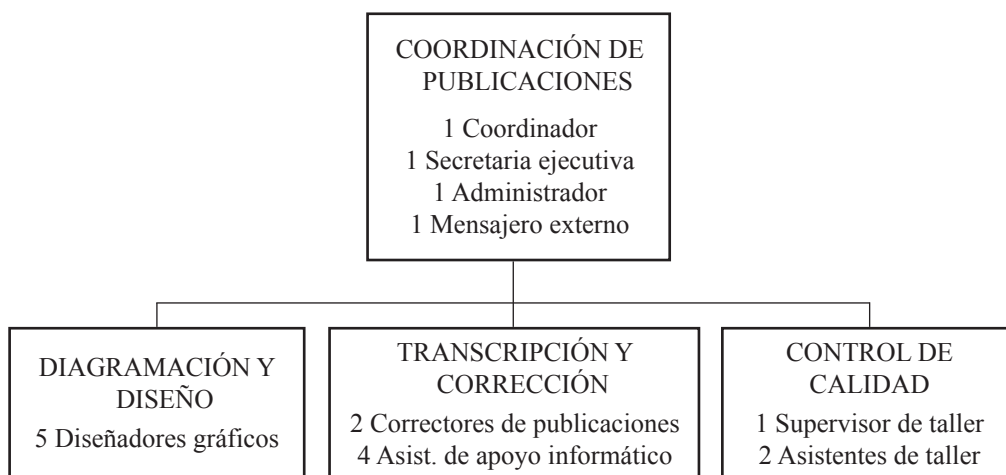 COORDINACIÓN DE
PUBLICACIONES
1 Coordinador
1 Secretaria ejecutiva
1 Administrador
1 Mensajero externo
DIAGRAMACIÓN Y
DISEÑO
5 Diseñadores gráficos
TRANSCRIPCIÓN Y
CORRECCIÓN
2 Correctores de publicaciones
4 Asist. de apoyo informático
CONTROL DE
CALIDAD
1 Supervisor de taller
2 Asistentes de taller